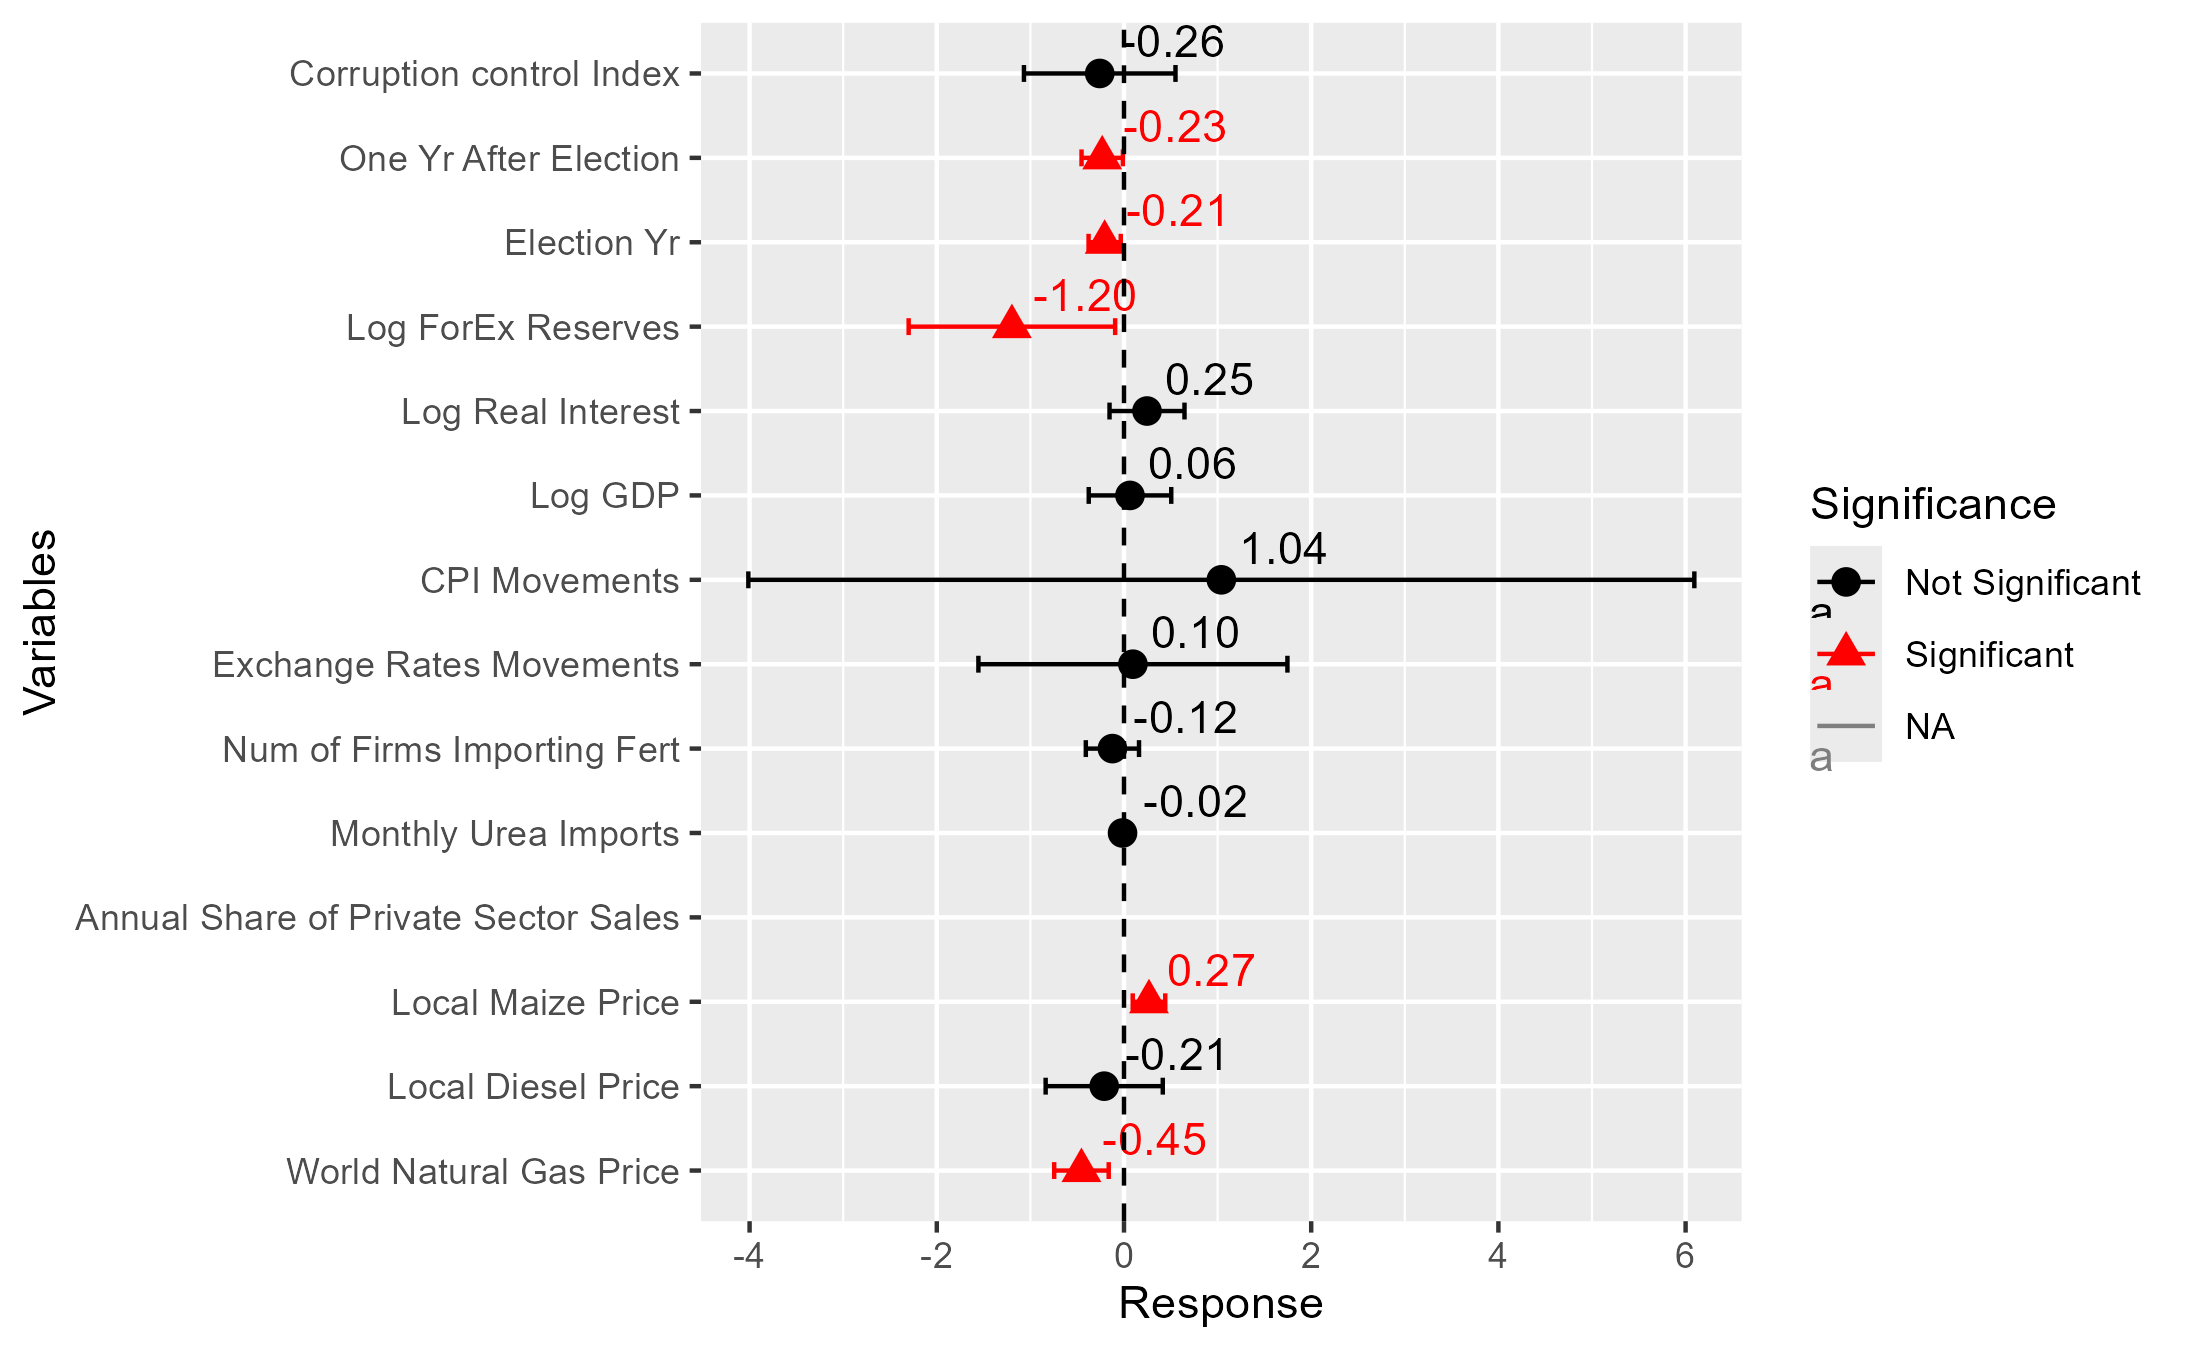 Variables
Corruption control Index
-0.26
One Yr After Election
-0.23
Election Yr
-0.21
Log ForEx Reserves
-1.20
Log Real Interest
0.25
Log GDP
0.06
CPI Movements
1.04
Exchange Rates Movements
0.10
Num of Firms Importing Fert
-0.12
Monthly Urea Imports
-0.02
Annual Share of Private Sector Sales
Local Maize Price
0.27
Local Diesel Price
-0.21
World Natural Gas Price
-0.45
-4 -2 0 2 4 6
Response
Significance
a Not Significant
a Significant
a NA